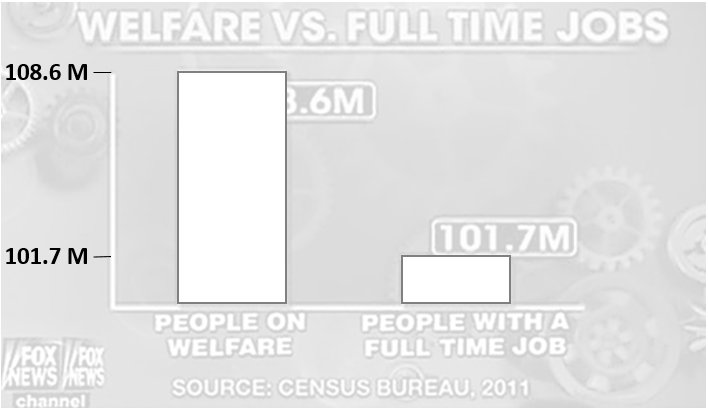 WELFARE VS. FULL TIME JOBS
108.6 M
8.6M
101.7 M
101.7M
PEOPLE ON
WELFARE
PEOPLE WITH A
FULL TIME JOB
FOX
NEWS
channel
FOX
NEWS
SOURCE: CENSUS BUREAU, 2011